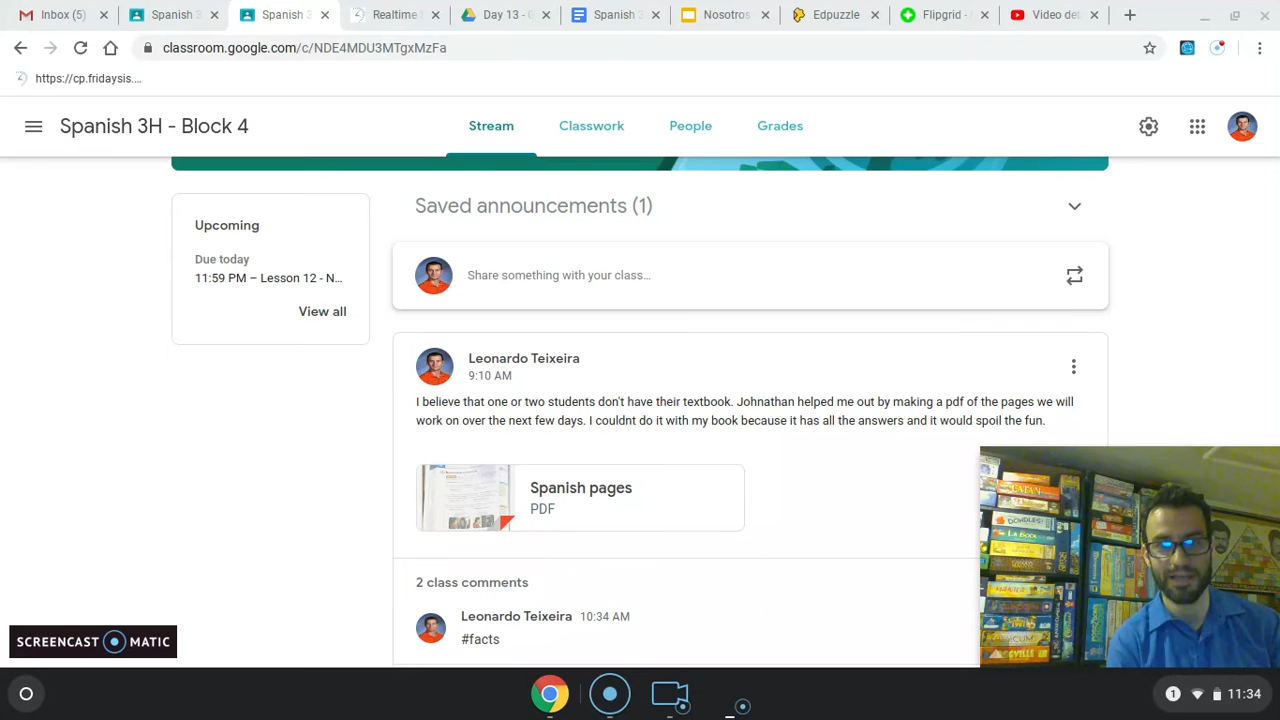 Inbox (5)
Spanish 3
Spanish 3
Realtime
Day 13 - G
Spanish 3
Nosotros
Edpuzzle
Flipgrid -
Video de
classroom.google.com/c/NDE4MDU3MTgxMzFa
https://cp.fridaysis....
Spanish 3H - Block 4
Stream
Classwork
People
Grades
Saved announcements (1)
Upcoming
Due today
11:59 PM – Lesson 12 - N...
View all
Share something with your class...
Leonardo Teixeira
9:10 AM
I believe that one or two students don't have their textbook. Johnathan helped me out by making a pdf of the pages we will
work on over the next few days. I couldnt do it with my book because it has all the answers and it would spoil the fun.
Spanish pages
PDF
2 class comments
Leonardo Teixeira 10:34 AM
#facts
CATAN
SCREENCAST MATIC
1
11:34